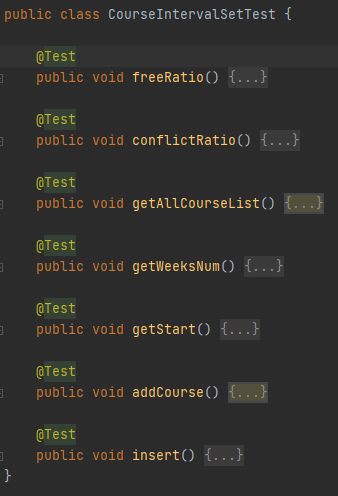 public class CourseIntervalSetTest {
@Test
public void freeRatio() {...}
@Test
public void conflictRatio() {...}
@Test
public void getAllCourseList() {...}
@Test
public void getWeeksNum() {...}
@Test
public void getStart() {...}
@Test
public void addCourse() {...}
@Test
public void insert() {...}
}